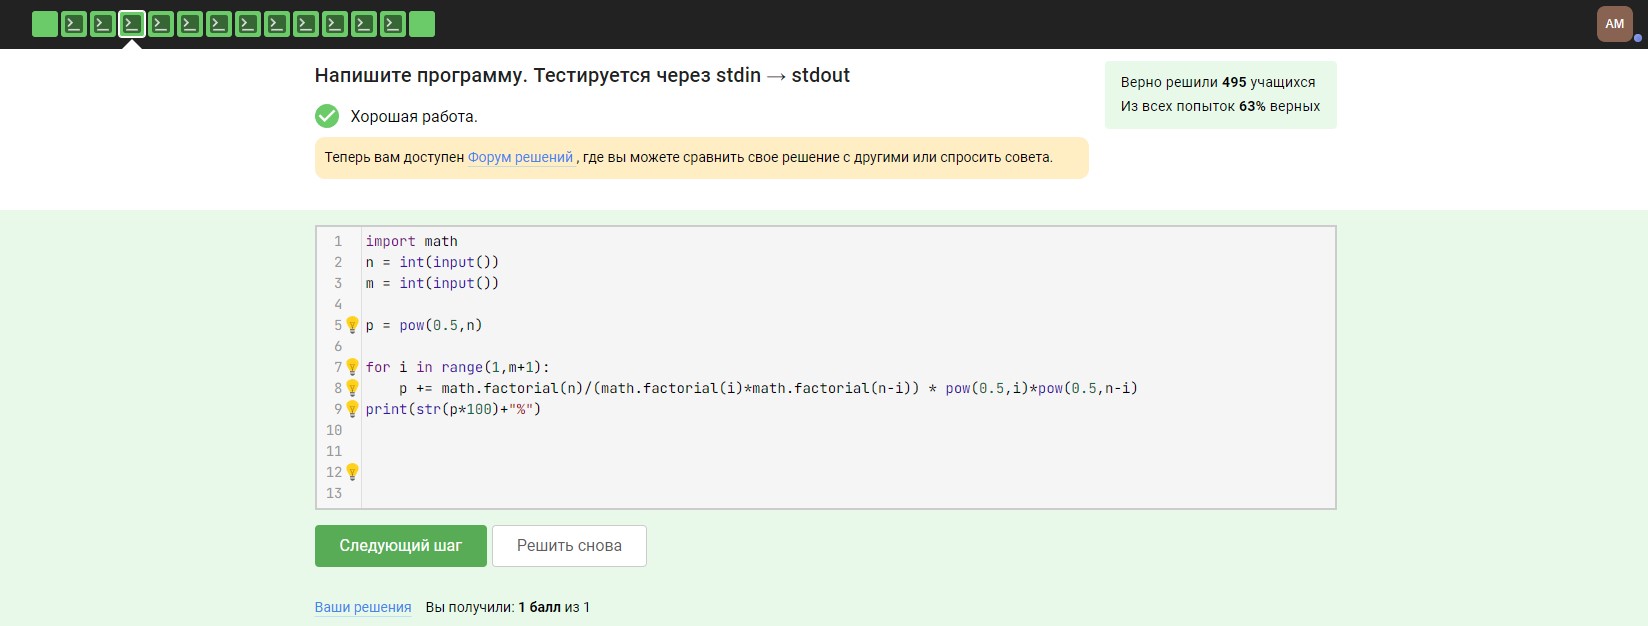 AM
Напишите программу. Тестируется через stdin → stdout
Верно решили 495 учащихся
Из всех попыток 63% верных
Хорошая работа.
Теперь вам доступен Форум решений , где вы можете сравнить свое решение с другими или спросить совета.
1 import math
2 n = int(input())
3 m = int(input())
4
5 p = pow(0.5,n)
6
7 for i in range(1,m+1):
8     p += math.factorial(n)/(math.factorial(i)*math.factorial(n-i)) * pow(0.5,i)*pow(0.5,n-i)
9 print(str(p*100)+"%")
10
11
12
13
Следующий шаг
Решить снова
Ваши решения Вы получили: 1 балл из 1